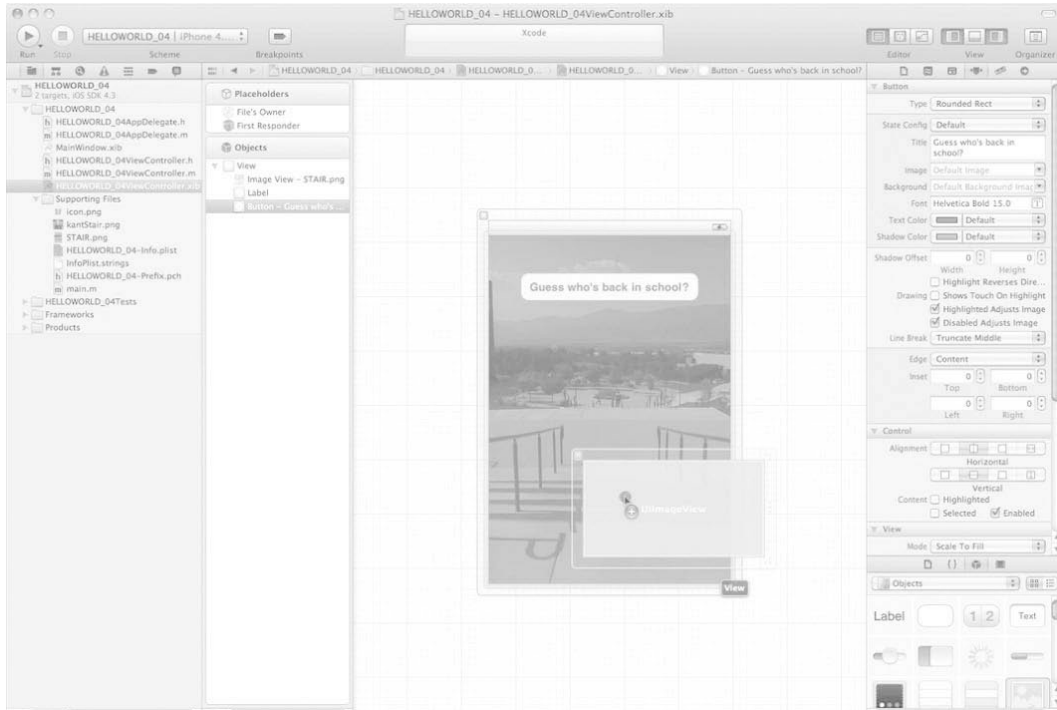 HELLOWORLD_04 – HELLOWORLD_04ViewController.xib
HELLOWORLD_04 | iPhone 4....
Xcode
Run
Stop
Scheme
Breakpoints
Editor
View
Organizer
HELLOWORLD_04
HELLOWORLD_04
HELLOWORLD_0...
HELLOWORLD_0...
View
Button – Guess who's back in school?
HELLOWORLD_04
2 targets, iOS SDK 4.3
HELLOWORLD_04
HELLOWORLD_04AppDelegate.h
HELLOWORLD_04AppDelegate.m
MainWindow.xib
HELLOWORLD_04ViewController.h
HELLOWORLD_04ViewController.m
HELLOWORLD_04ViewController.xib
Supporting Files
icon.png
kantStair.png
STAIR.png
HELLOWORLD_04-Info.plist
InfoPlist.strings
HELLOWORLD_04-Prefix.pch
main.m
HELLOWORLD_04Tests
Frameworks
Products
Placeholders
File's Owner
First Responder
Objects
View
Image View – STAIR.png
Label
Button – Guess who's ...
Guess who's back in school?
UIImageView
View
Button
Type Rounded Rect
State Config Default
Title Guess who's back in
school?
Image Default Image
Background Default Background Imag
Font Helvetica Bold 15.0
Text Color Default
Shadow Color Default
Shadow Offset 0 0
Width Height
Highlight Reverses Dire...
Drawing Shows Touch On Highlight
Highlighted Adjusts Image
Disabled Adjusts Image
Line Break Truncate Middle
Edge Content
Inset 0 0
Top Bottom
0 0
Left Right
Control
Alignment
Horizontal
Vertical
Content Highlighted
Selected Enabled
View
Mode Scale To Fill
Objects
Label
1 2
Text